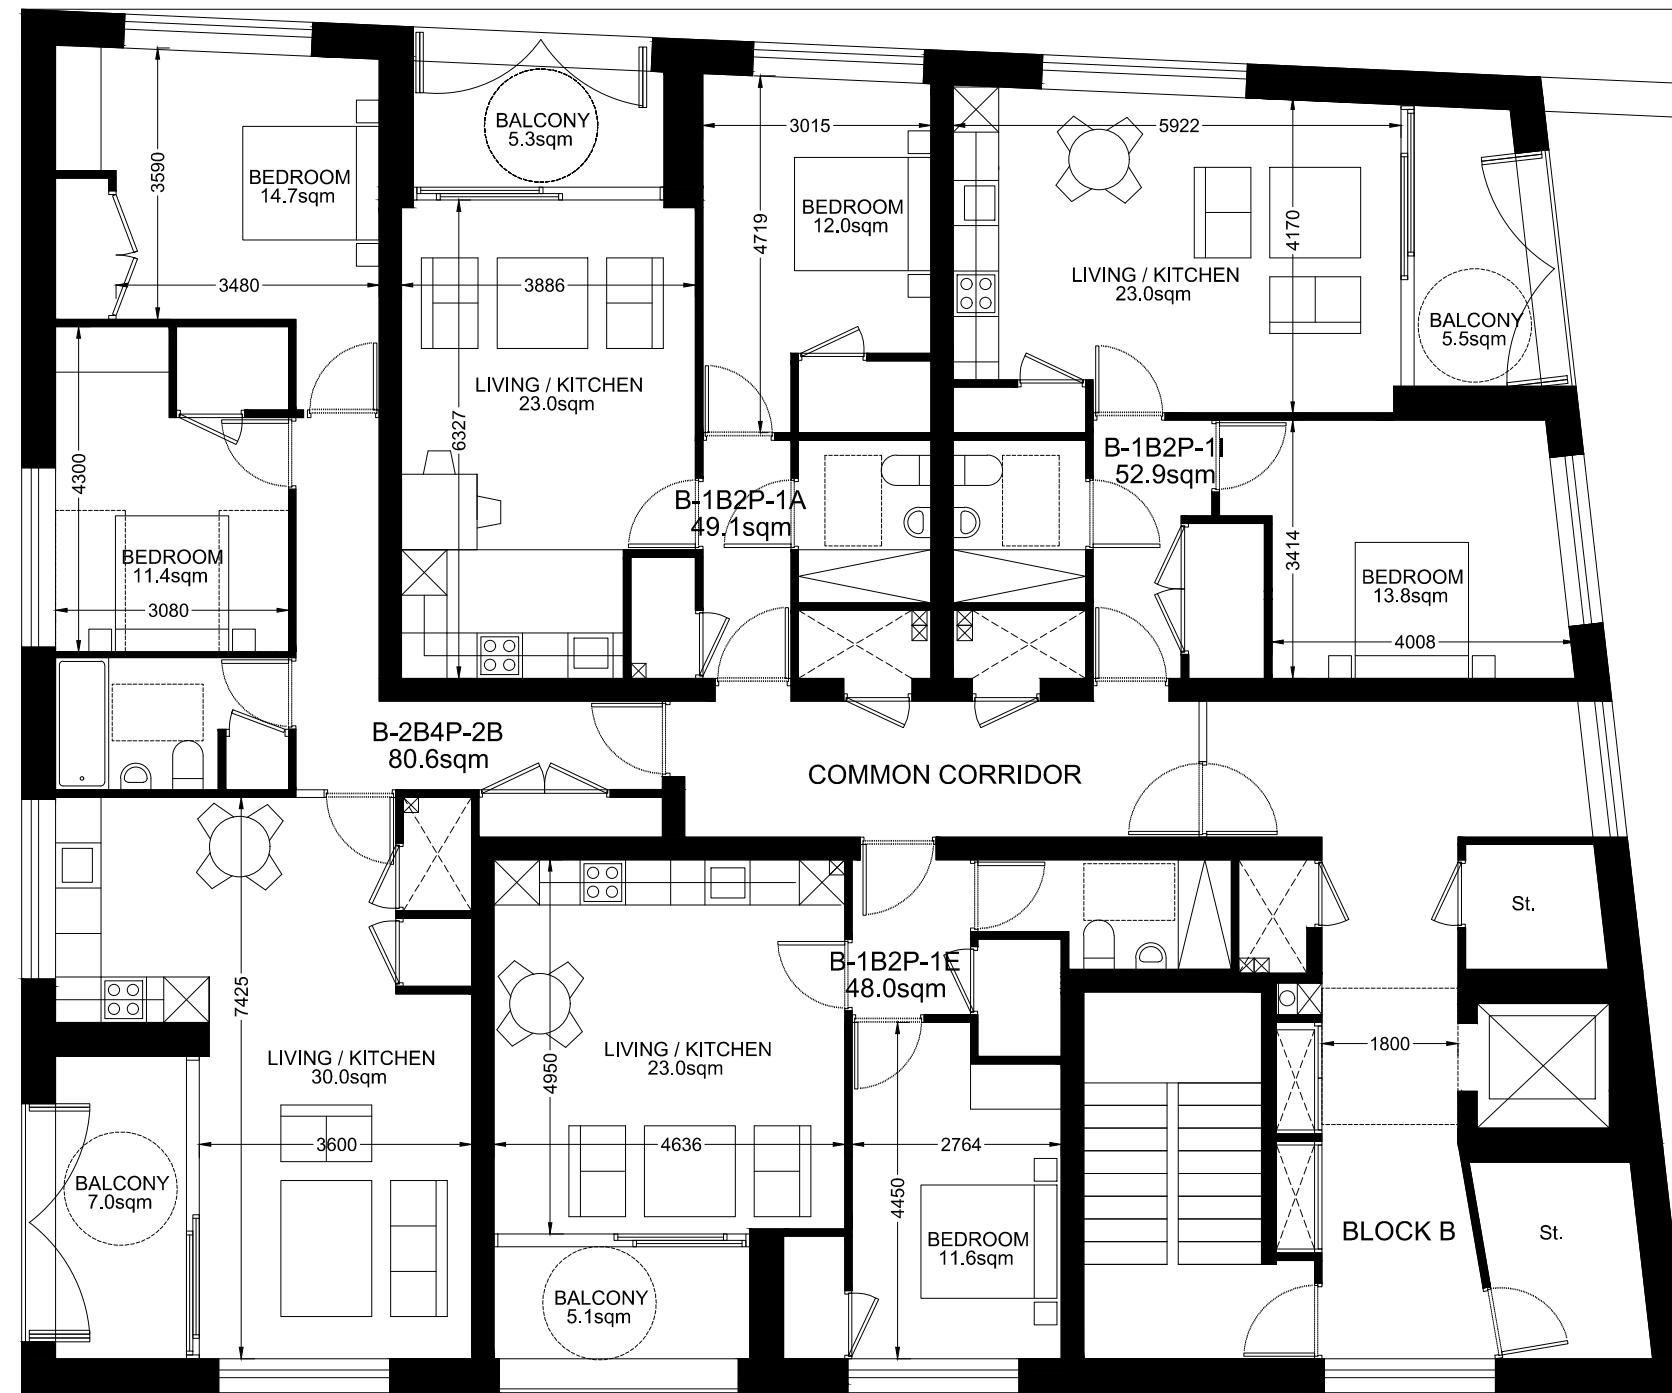 BALCONY
5.3sqm
3015
5922
3590
BEDROOM
14.7sqm
BEDROOM
12.0sqm
4719
4170
3480
3886
LIVING / KITCHEN
23.0sqm
BALCONY
5.5sqm
LIVING / KITCHEN
23.0sqm
6327
4300
B-1B2P-1I
52.9sqm
B-1B2P-1A
49.1sqm
3414
BEDROOM
11.4sqm
3080
BEDROOM
13.8sqm
4008
B-2B4P-2B
80.6sqm
COMMON CORRIDOR
St.
B-1B2P-1E
48.0sqm
7425
LIVING / KITCHEN
30.0sqm
LIVING / KITCHEN
23.0sqm
4950
1800
3600
4636
2764
BALCONY
7.0sqm
4450
BEDROOM
11.6sqm
BLOCK B
St.
BALCONY
5.1sqm